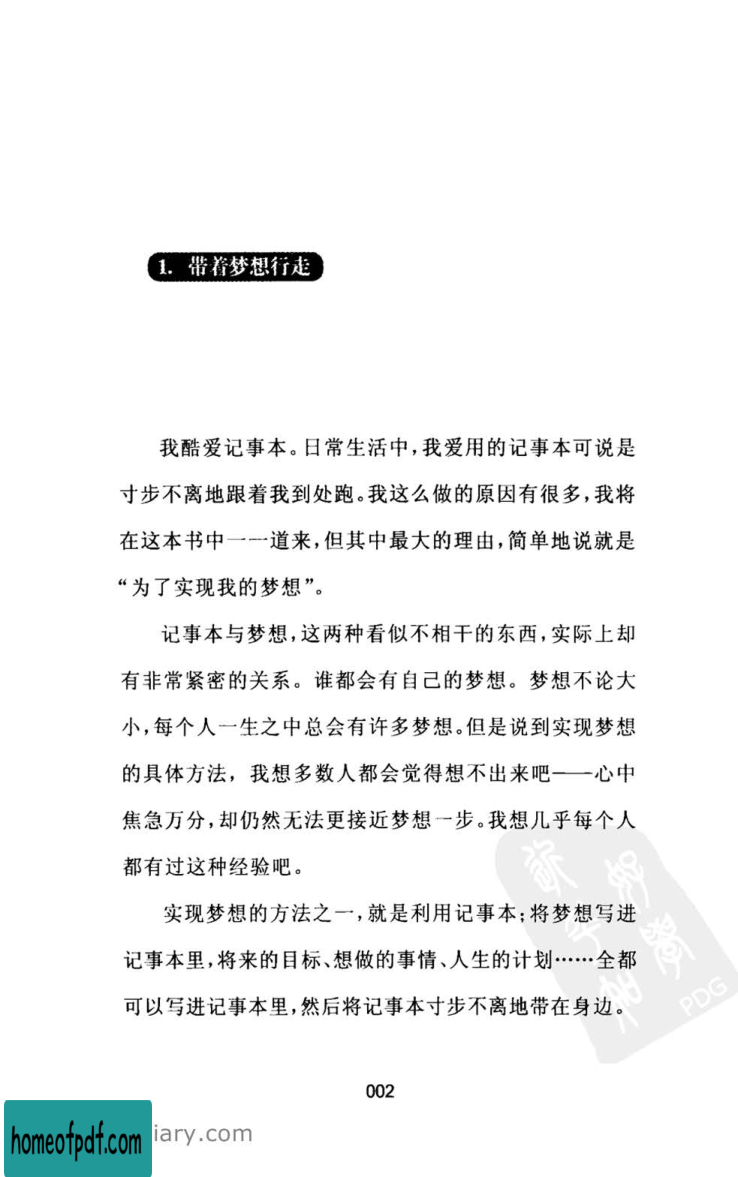 1. 带着梦想行走
我酷爱记事本。日常生活中,我爱用的记事本可说是
寸步不离地跟着我到处跑。我这么做的原因有很多,我将
在这本书中一一道来,但其中最大的理由,简单地说就是
“为了实现我的梦想”。
记事本与梦想,这两种看似不相干的东西,实际上却
有非常紧密的关系。谁都会有自己的梦想。梦想不论大
小,每个人一生之中总会有许多梦想。但是说到实现梦想
的具体方法,我想多数人都会觉得想不出来吧——心中
焦急万分,却仍然无法更接近梦想一步。我想几乎每个人
都有过这种经验吧。
实现梦想的方法之一,就是利用记事本;将梦想写进
记事本里,将来的目标、想做的事情、人生的计划……全都
可以写进记事本里,然后将记事本寸步不离地带在身边。
PDG
002
homeofpdf.com
iary.com